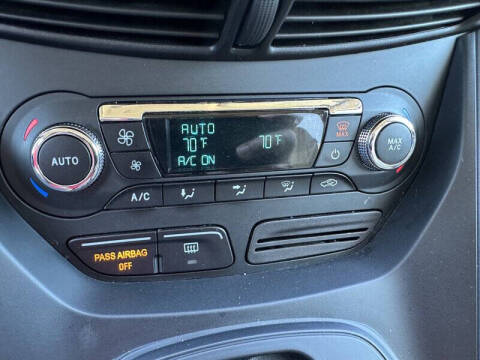 AUTO
70°F 70°F
A/C ON
MAX
AUTO
MAX
A/C
A/C
PASS AIRBAG
OFF